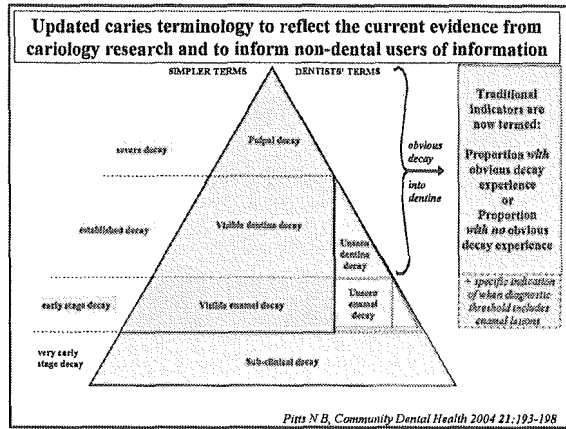 Updated caries terminology to reflect the current evidence from
cariology research and to inform non-dental users of information
SIMPLER TERMS
DENTISTS' TERMS
severe decay
Pulpal decay
established decay
Visible dentine decay
Unseen
dentine
decay
early stage decay
Visible enamel decay
Unseen
enamel
decay
very early
stage decay
Sub-clinical decay
obvious
decay
into
dentine
Traditional
indicators are
now termed:
Proportion with
obvious decay
experience
or
Proportion
with no obvious
decay experience
+ specific indication
of when diagnostic
threshold includes
enamel lesions
Pitts N B, Community Dental Health 2004 21:193-198